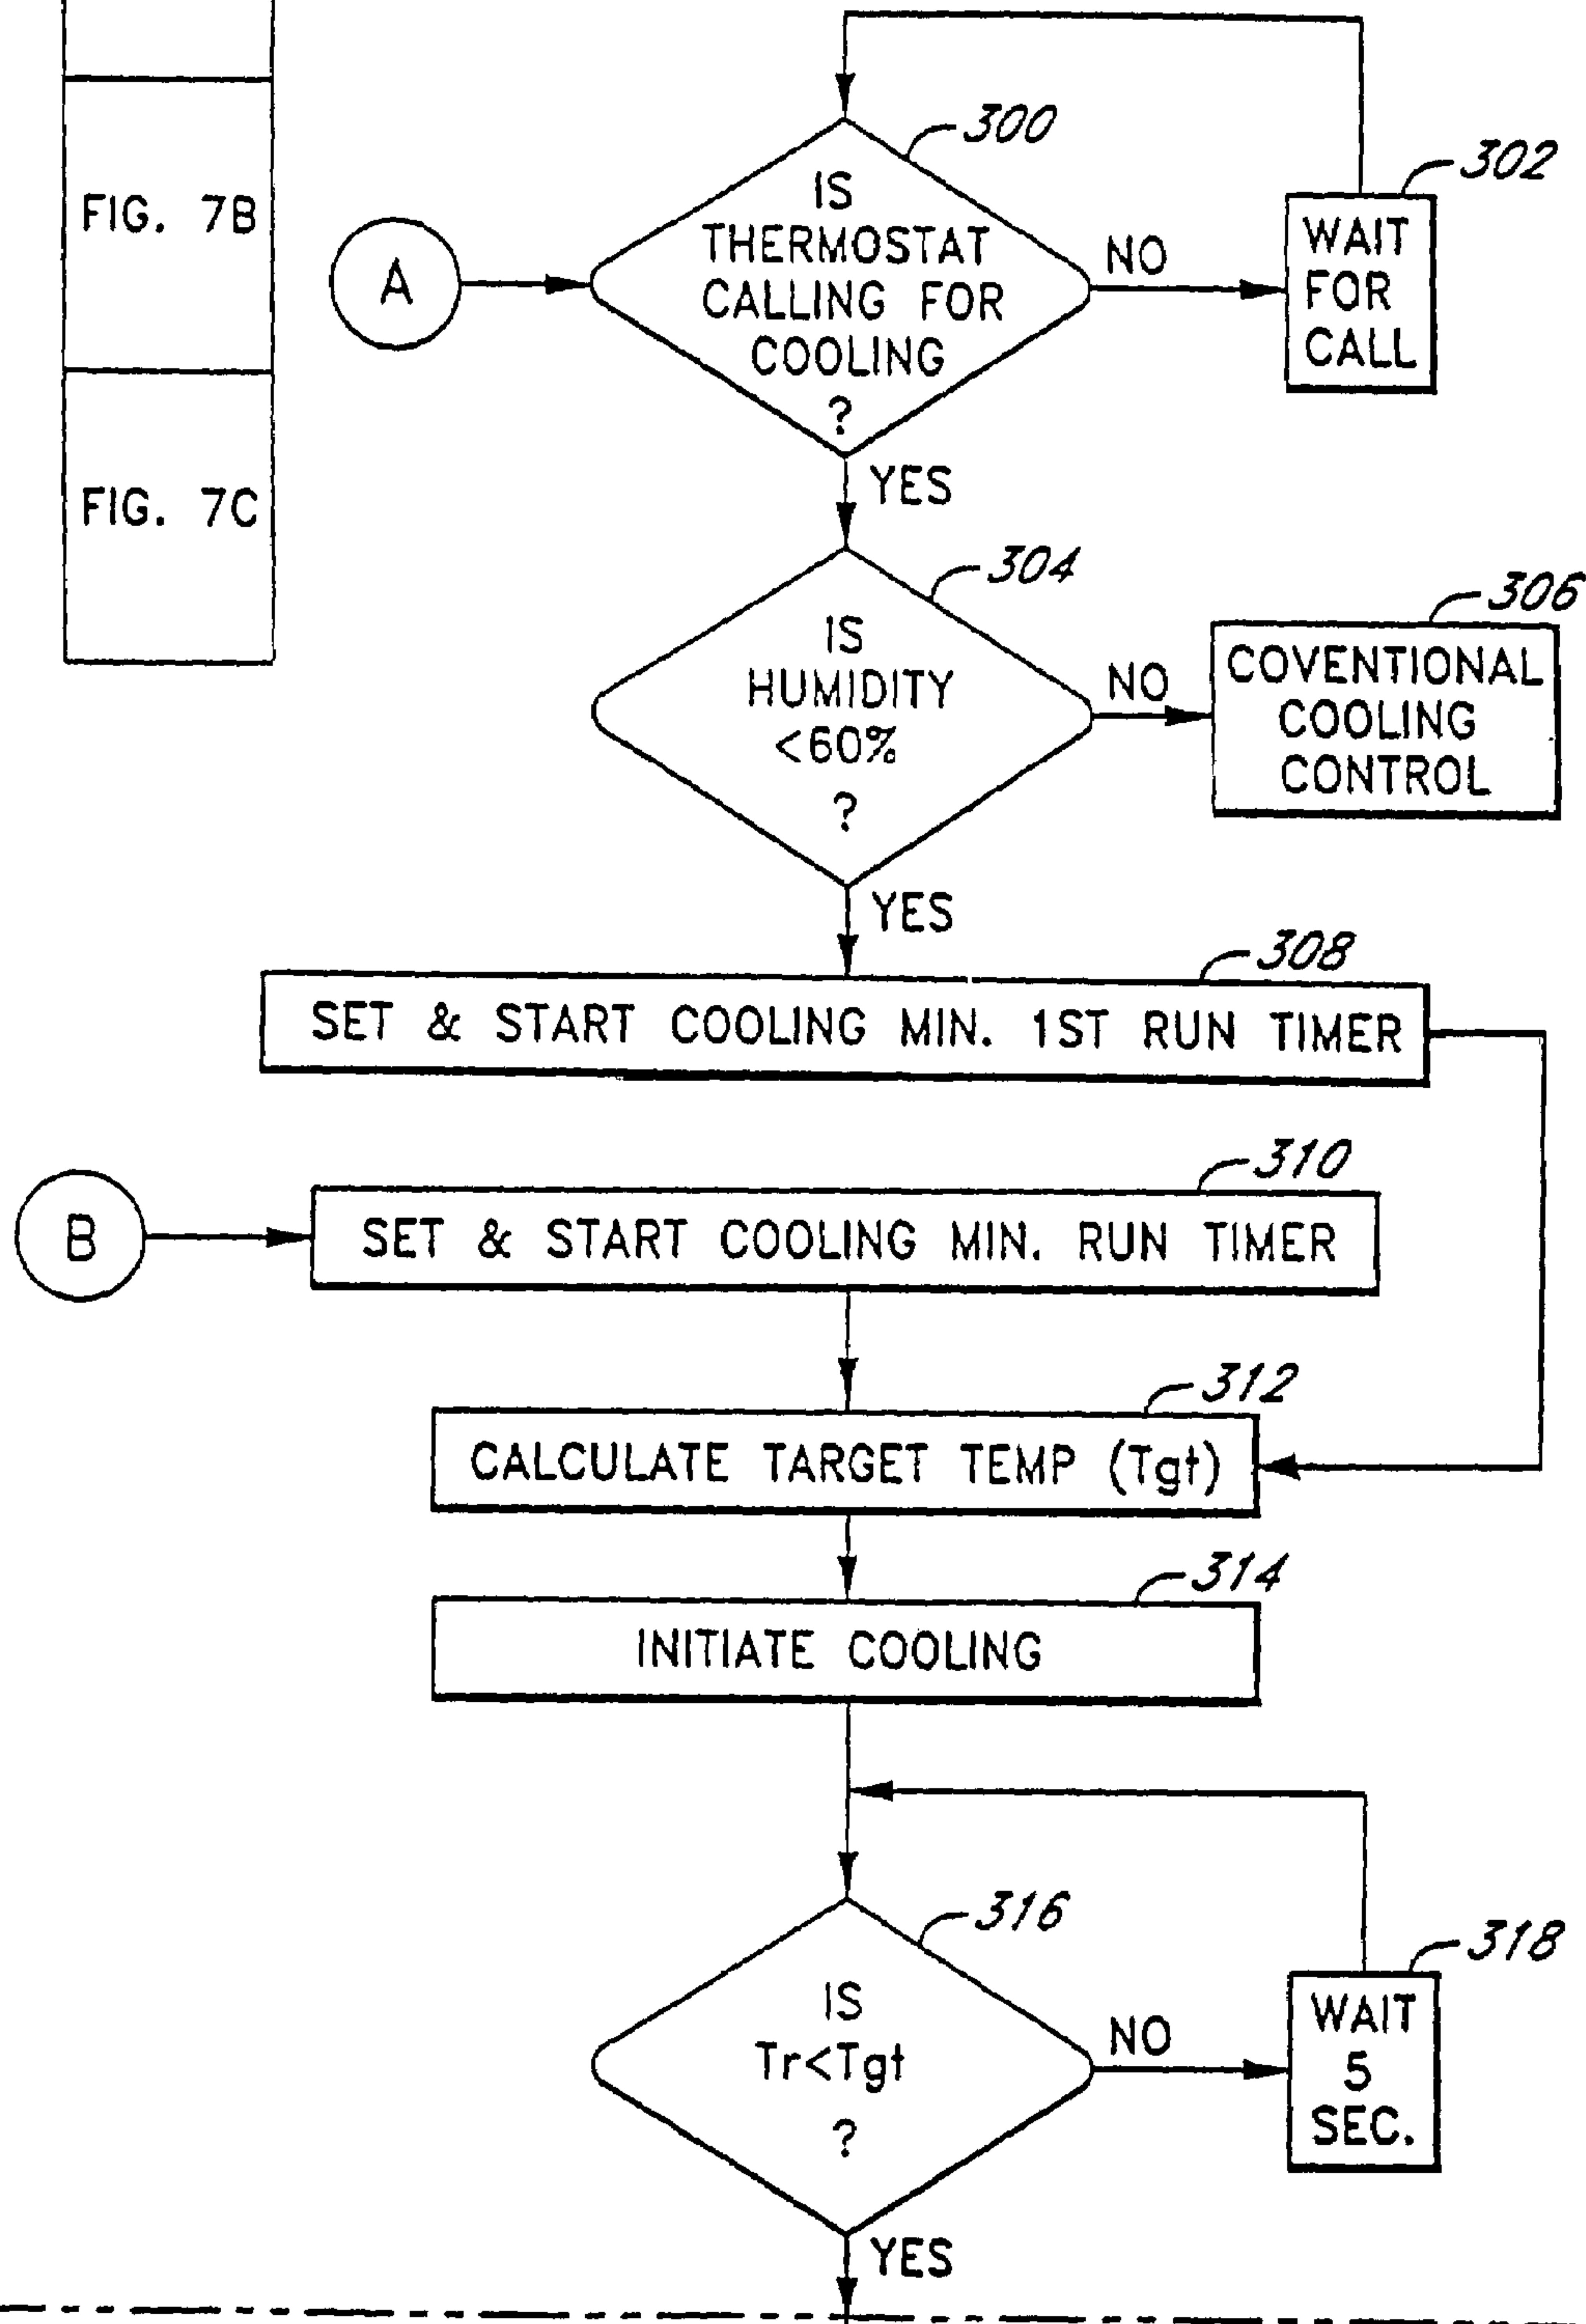 300
302
IS
THERMOSTAT
CALLING FOR
COOLING
?
NO
WAIT
FOR
CALL
FIG. 7B
A
YES
FIG. 7C
304
306
IS
HUMIDITY
<60%
?
NO
COVENTIONAL
COOLING
CONTROL
YES
308
SET & START COOLING MIN. 1ST RUN TIMER
310
B
SET & START COOLING MIN. RUN TIMER
312
CALCULATE TARGET TEMP (Tgt)
314
INITIATE COOLING
316
318
IS
Tr<Tgt
?
NO
WAIT
5
SEC.
YES